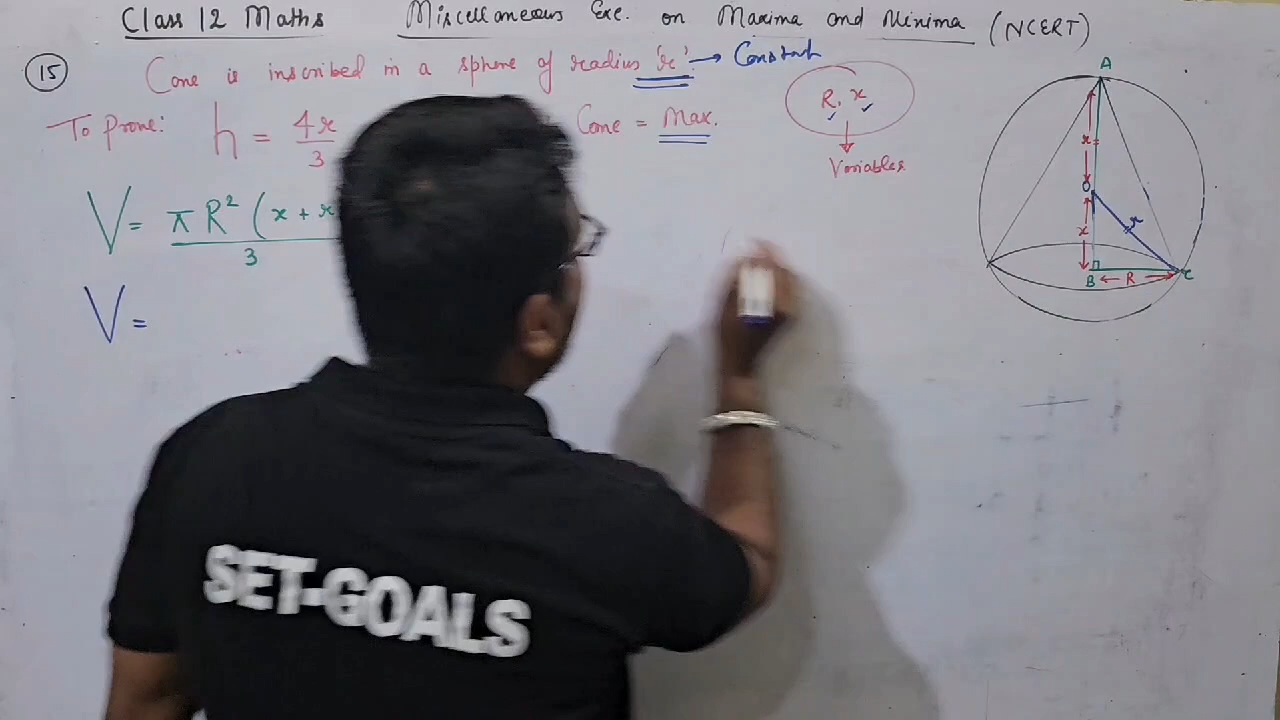 Class 12 Maths Miscellaneous Exc. on Maxima and Minima (NCERT)
15 Cone is inscribed in a sphere of radius 'r' → Constant
To prove: h = 4r/3 Cone = Max.
R, x
Variables
V = πR² (x + r
3
V =
A
r
O
x
r
B ← R → C
SET-GOALS